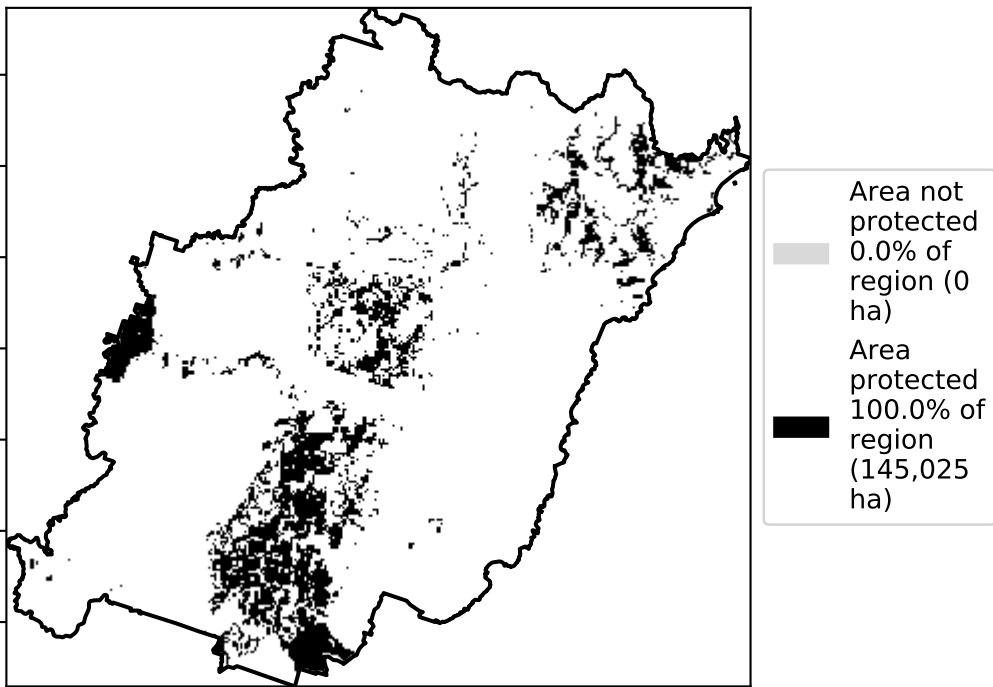 Area not
protected
0.0% of
region (0
ha)
Area
protected
100.0% of
region
(145,025
ha)